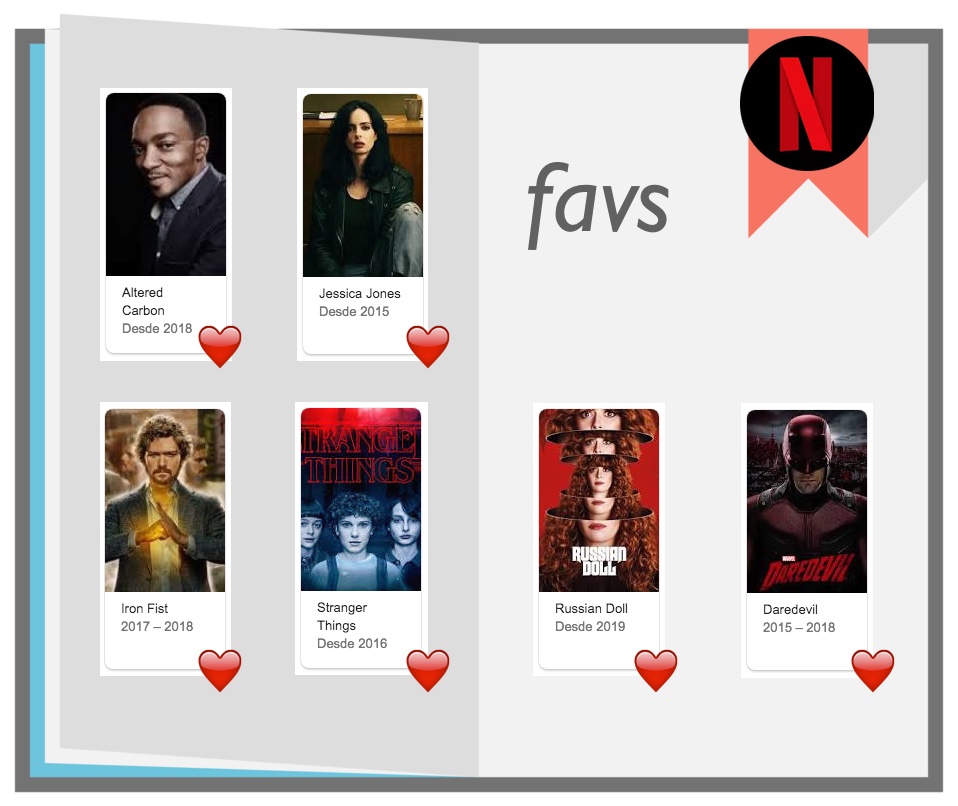 favs
N
Altered
Carbon
Desde 2018
Jessica Jones
Desde 2015
Iron Fist
2017 – 2018
TRANGE
THINGS
Stranger
Things
Desde 2016
RUSSIAN
DOLL
Russian Doll
Desde 2019
MARVEL
DAREDEVIL
Daredevil
2015 – 2018